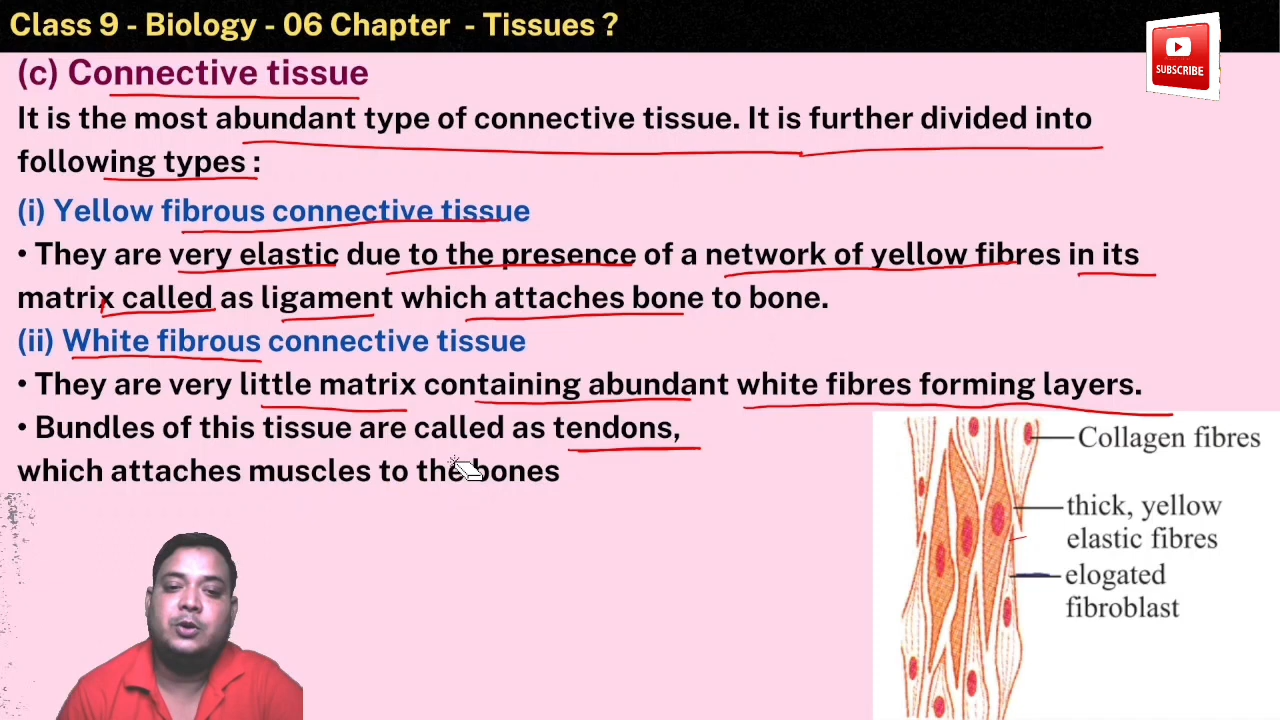 Class 9 - Biology - 06 Chapter - Tissues ?
SUBSCRIBE
(c) Connective tissue
It is the most abundant type of connective tissue. It is further divided into
following types :
(i) Yellow fibrous connective tissue
• They are very elastic due to the presence of a network of yellow fibres in its
matrix called as ligament which attaches bone to bone.
(ii) White fibrous connective tissue
• They are very little matrix containing abundant white fibres forming layers.
• Bundles of this tissue are called as tendons,
which attaches muscles to the bones
Collagen fibres
thick, yellow
elastic fibres
elogated
fibroblast